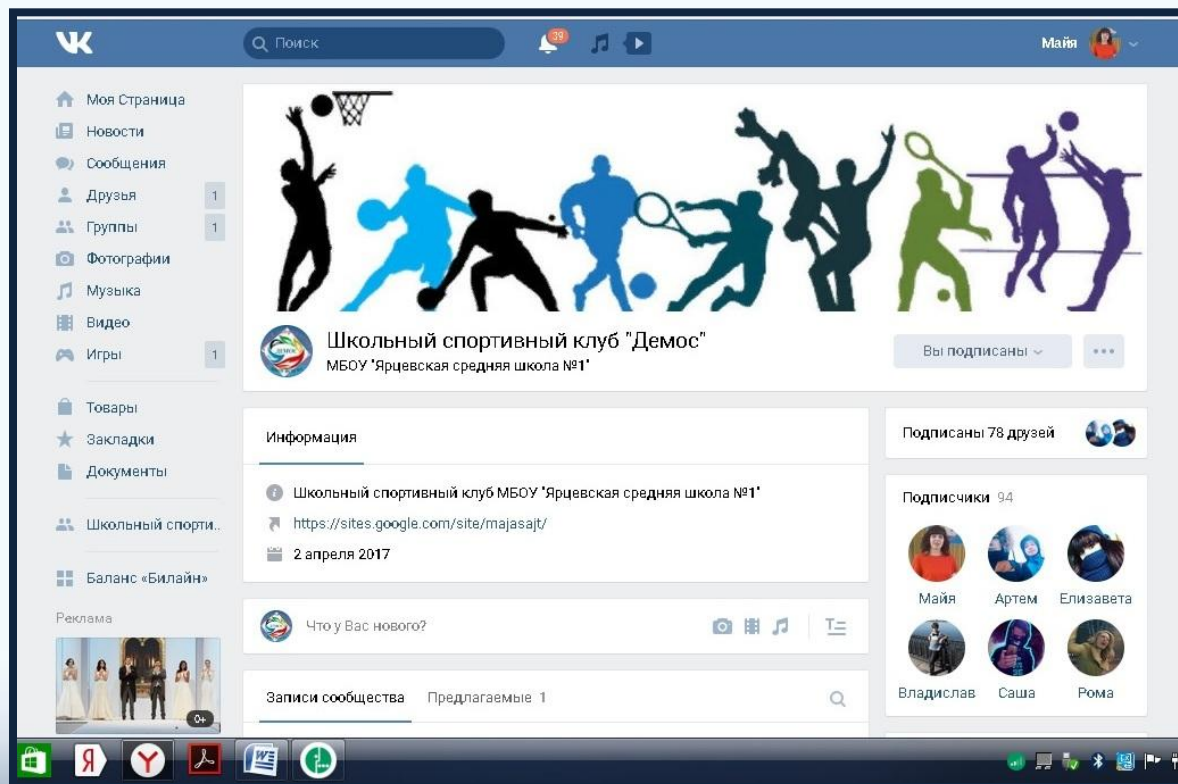 Поиск
39
Майя
Моя Страница
Новости
Сообщения
Друзья 1
Группы 1
Фотографии
Музыка
Видео
Игры 1
Товары
Закладки
Документы
Школьный спорти..
Баланс «Билайн»
Реклама
0+
ДЕМОС
Школьный спортивный клуб "Демос"
МБОУ "Ярцевская средняя школа №1"
Вы подписаны
Информация
Школьный спортивный клуб МБОУ "Ярцевская средняя школа №1"
https://sites.google.com/site/majasajt/
2 апреля 2017
Что у Вас нового?
Записи сообщества Предлагаемые 1
Подписаны 78 друзей
Подписчики 94
Майя Артем Елизавета
Владислав Саша Рома